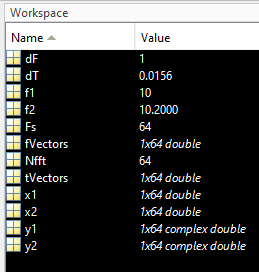 Workspace
Name Value
dF 1
dT 0.0156
f1 10
f2 10.2000
Fs 64
fVectors 1x64 double
Nfft 64
tVectors 1x64 double
x1 1x64 double
x2 1x64 double
y1 1x64 complex double
y2 1x64 complex double